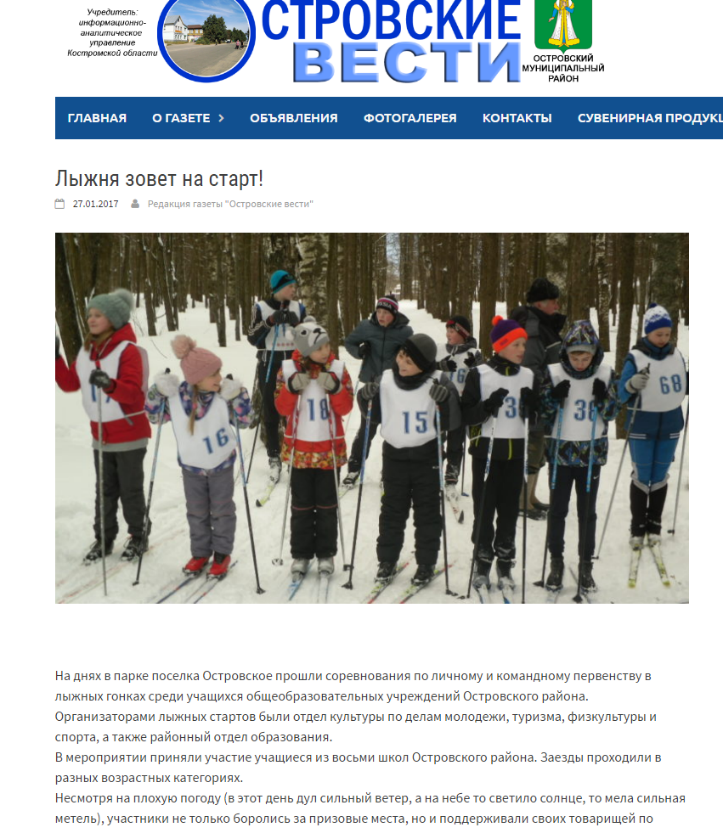 Учредитель:
информационно-
аналитическое
управление
Костромской области
СТРОВСКИЕ
ВЕСТИ
ОСТРОВСКИЙ
МУНИЦИПАЛЬНЫЙ
РАЙОН
ГЛАВНАЯ О ГАЗЕТЕ ОБЪЯВЛЕНИЯ ФОТОГАЛЕРЕЯ КОНТАКТЫ СУВЕНИРНАЯ ПРОДУКЦ
Лыжня зовет на старт!
27.01.2017 Редакция газеты "Островские вести"
16
18
15
38
68
На днях в парке поселка Островское прошли соревнования по личному и командному первенству в
лыжных гонках среди учащихся общеобразовательных учреждений Островского района.
Организаторами лыжных стартов были отдел культуры по делам молодежи, туризма, физкультуры и
спорта, а также районный отдел образования.
В мероприятии приняли участие учащиеся из восьми школ Островского района. Заезды проходили в
разных возрастных категориях.
Несмотря на плохую погоду (в этот день дул сильный ветер, а на небе то светило солнце, то мела сильная
метель), участники не только боролись за призовые места, но и поддерживали своих товарищей по